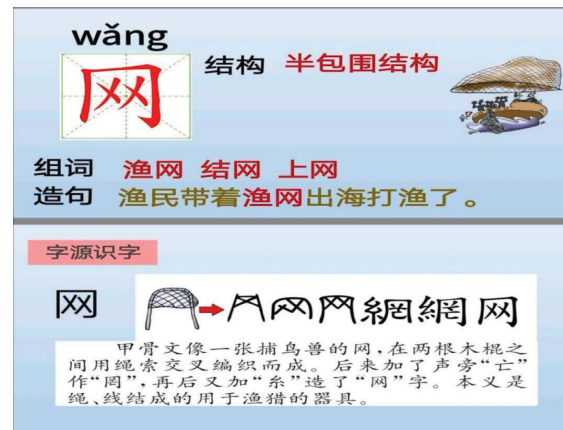 wǎng
网 结构 半包围结构
组词 渔网 结网 上网
造句 渔民带着渔网出海打渔了。
字源识字
网 網網网
甲骨文像一张捕鸟兽的网,在两根木棍之
间用绳索交叉编织而成。后来加了声旁“亡”
作“罔”,再后又加“糸”造了“网”字。本义是
绳、线结成的用于渔猎的器具。